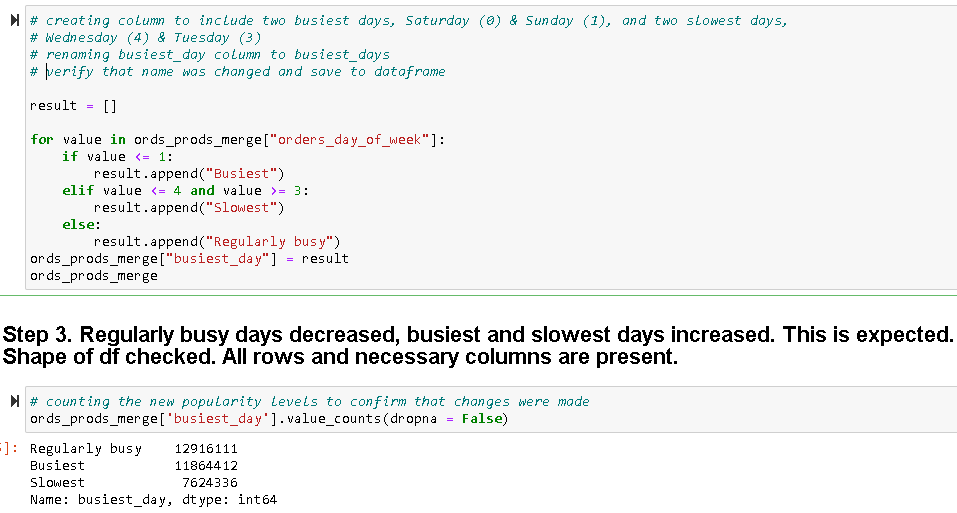 # creating column to include two busiest days, Saturday (0) & Sunday (1), and two slowest days,
# Wednesday (4) & Tuesday (3)
# renaming busiest_day column to busiest_days
# verify that name was changed and save to dataframe
result = []
for value in ords_prods_merge["orders_day_of_week"]:
    if value <= 1:
        result.append("Busiest")
    elif value <= 4 and value >= 3:
        result.append("Slowest")
    else:
        result.append("Regularly busy")
ords_prods_merge["busiest_day"] = result
ords_prods_merge
Step 3. Regularly busy days decreased, busiest and slowest days increased. This is expected.
Shape of df checked. All rows and necessary columns are present.
# counting the new popularity levels to confirm that changes were made
ords_prods_merge['busiest_day'].value_counts(dropna = False)
]: Regularly busy    12916111
Busiest           11864412
Slowest            7624336
Name: busiest_day, dtype: int64